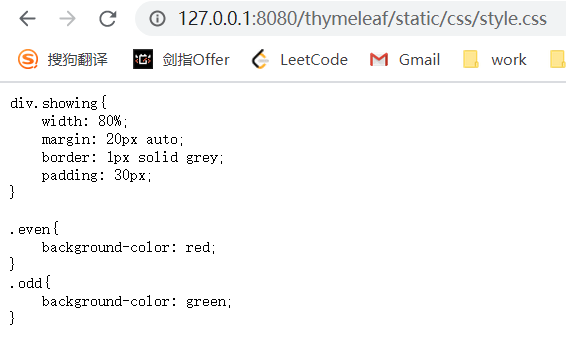 127.0.0.1:8080/thymeleaf/static/css/style.css
搜狗翻译 剑指Offer LeetCode Gmail work
div.showing{
    width: 80%;
    margin: 20px auto;
    border: 1px solid grey;
    padding: 30px;
}

.even{
    background-color: red;
}
.odd{
    background-color: green;
}